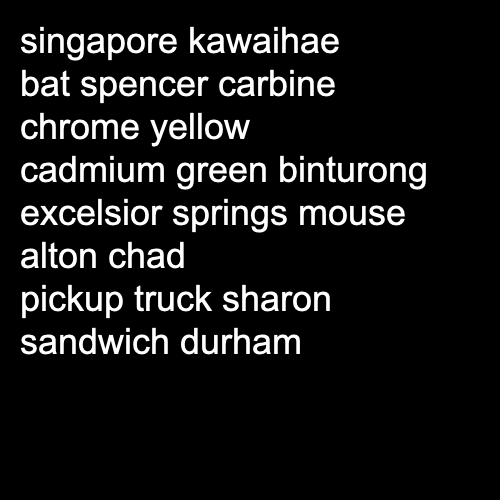 singapore kawaihae
bat spencer carbine
chrome yellow
cadmium green binturong
excelsior springs mouse
alton chad
pickup truck sharon
sandwich durham